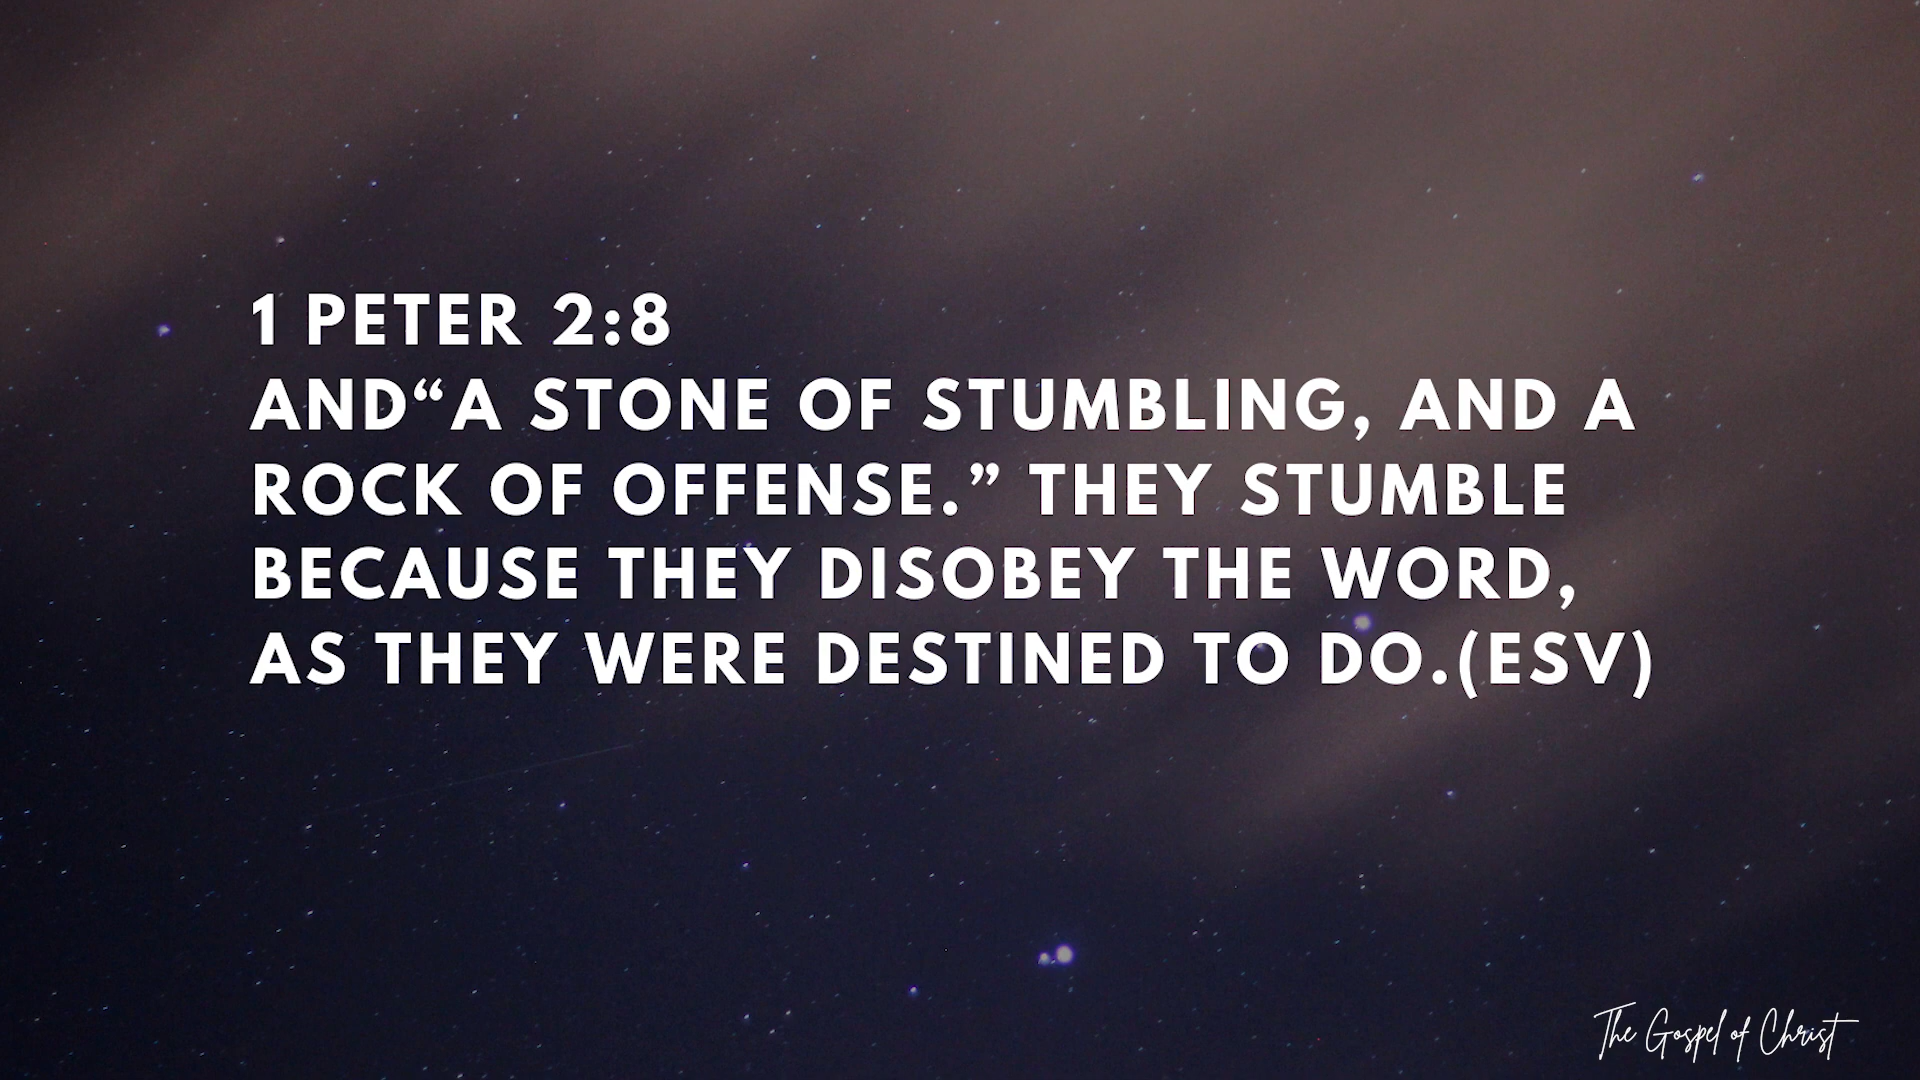 1 PETER 2:8
AND“A STONE OF STUMBLING, AND A
ROCK OF OFFENSE.” THEY STUMBLE
BECAUSE THEY DISOBEY THE WORD,
AS THEY WERE DESTINED TO DO.(ESV)
The Gospel of Christ